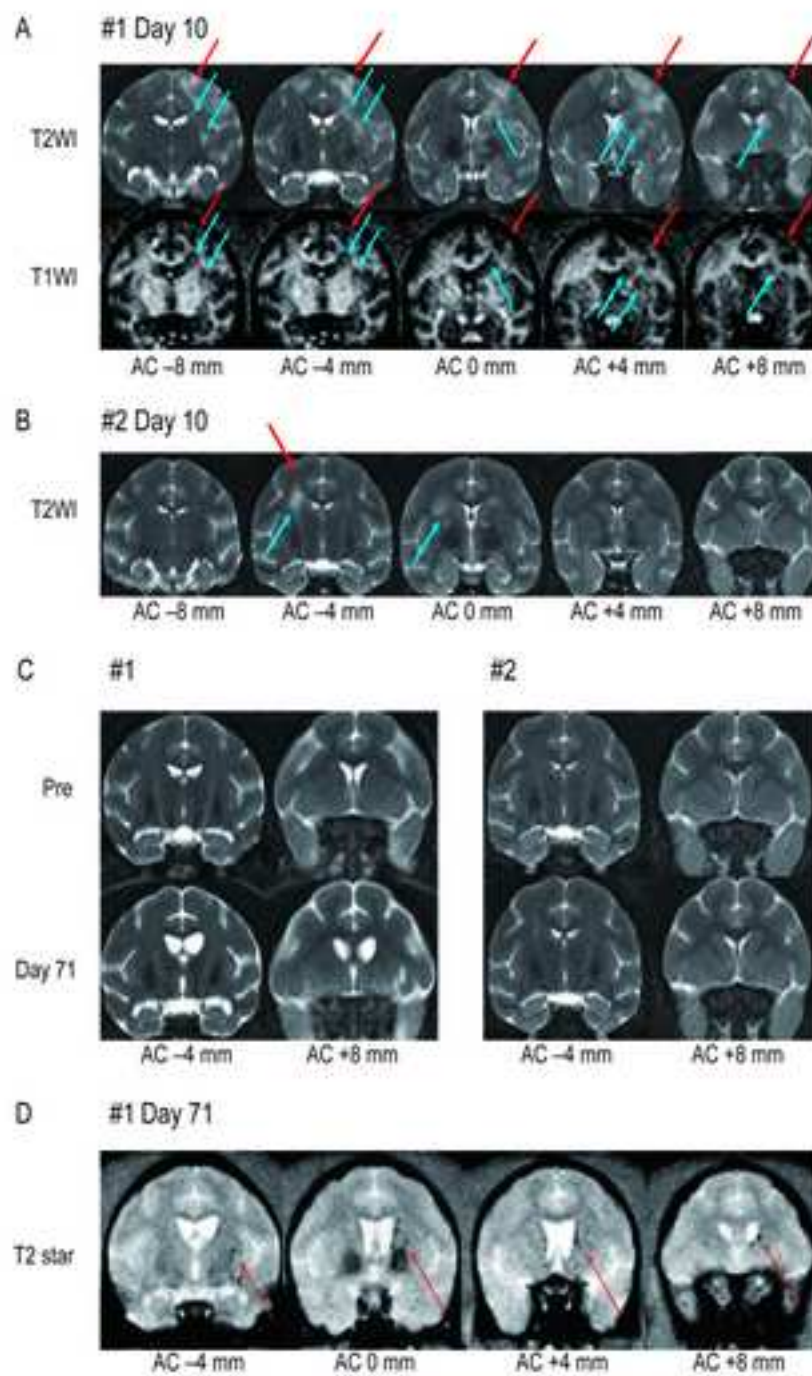 A #1 Day 10
T2WI
T1WI
AC –8 mm AC –4 mm AC 0 mm AC +4 mm AC +8 mm
B #2 Day 10
T2WI
AC –8 mm AC –4 mm AC 0 mm AC +4 mm AC +8 mm
C #1 #2
Pre
Day 71
AC –4 mm AC +8 mm AC –4 mm AC +8 mm
D #1 Day 71
T2 star
AC –4 mm AC 0 mm AC +4 mm AC +8 mm